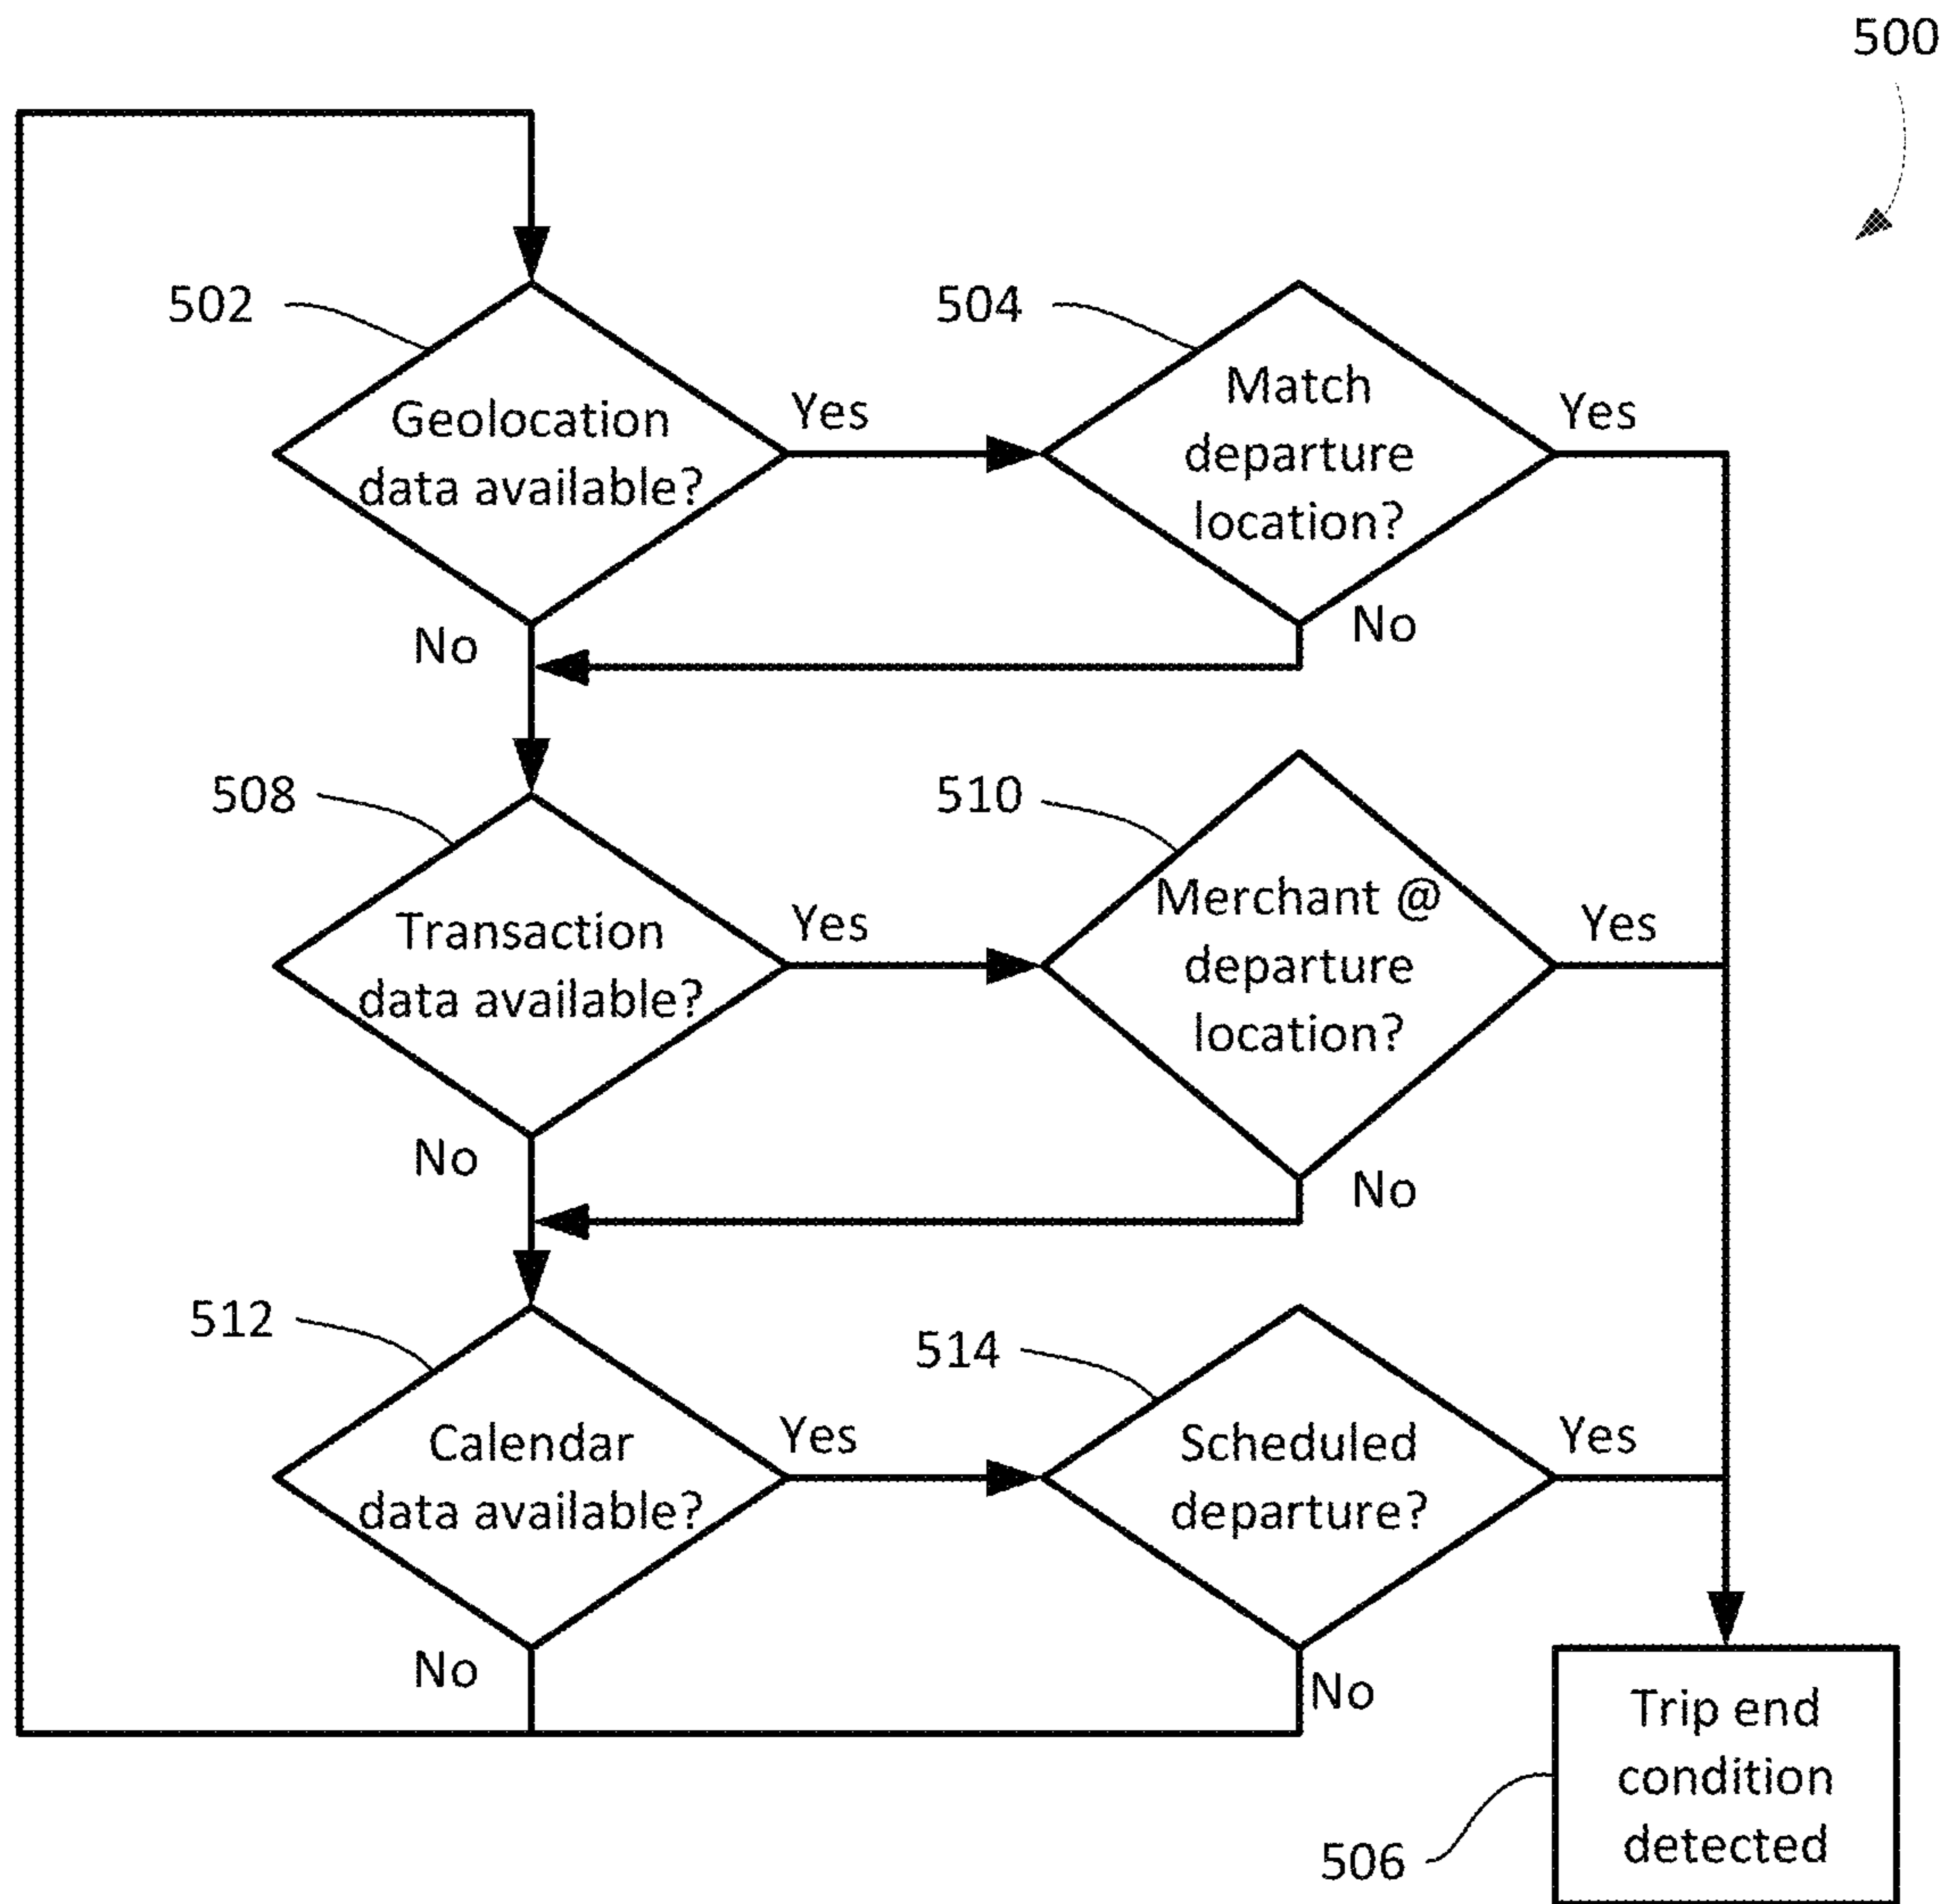 500
502
Geolocation
data available?
Yes
No
504
Match
departure
location?
Yes
No
508
Transaction
data available?
Yes
No
510
Merchant @
departure
location?
Yes
No
512
Calendar
data available?
Yes
No
514
Scheduled
departure?
Yes
No
506
Trip end
condition
detected